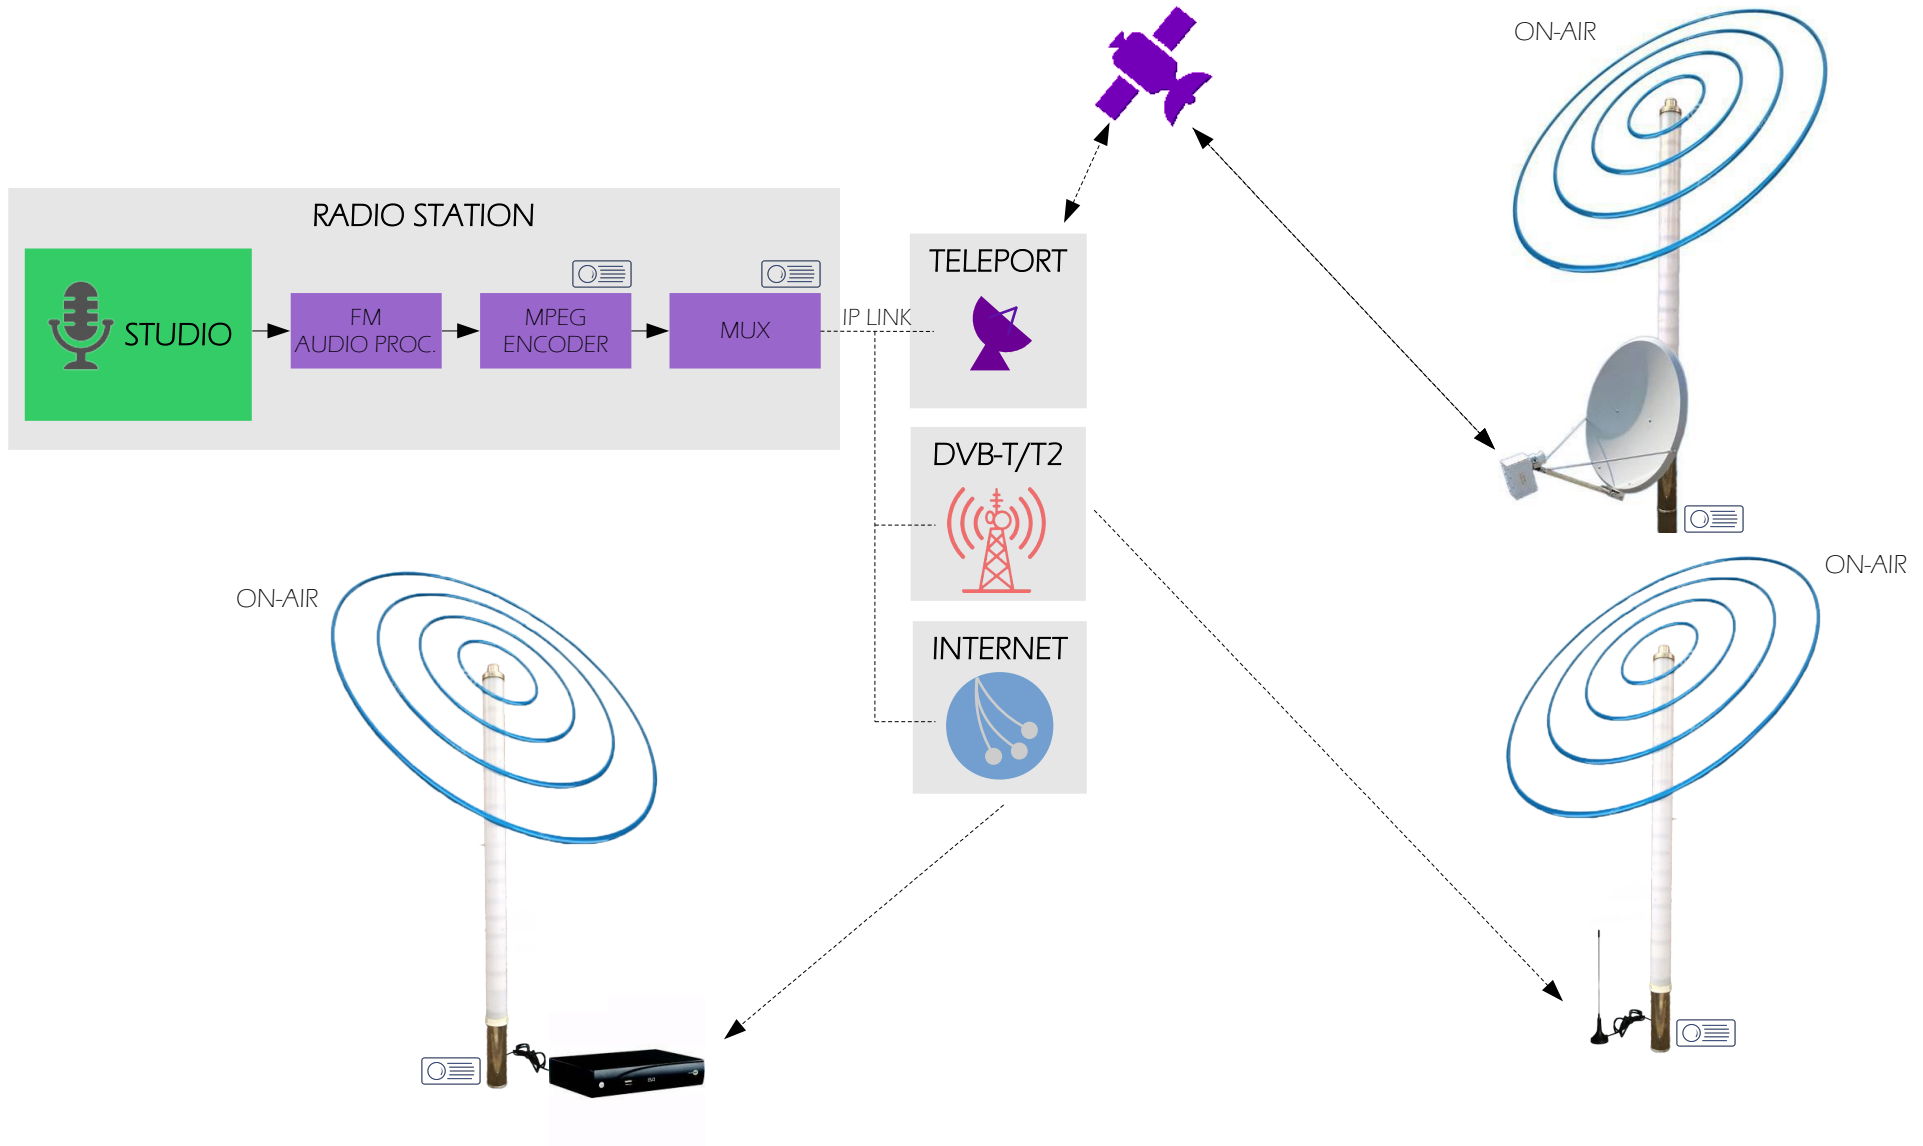 ON-AIR
RADIO STATION
STUDIO
FM
AUDIO PROC.
MPEG
ENCODER
MUX
IP LINK
TELEPORT
DVB-T/T2
INTERNET
ON-AIR
ON-AIR